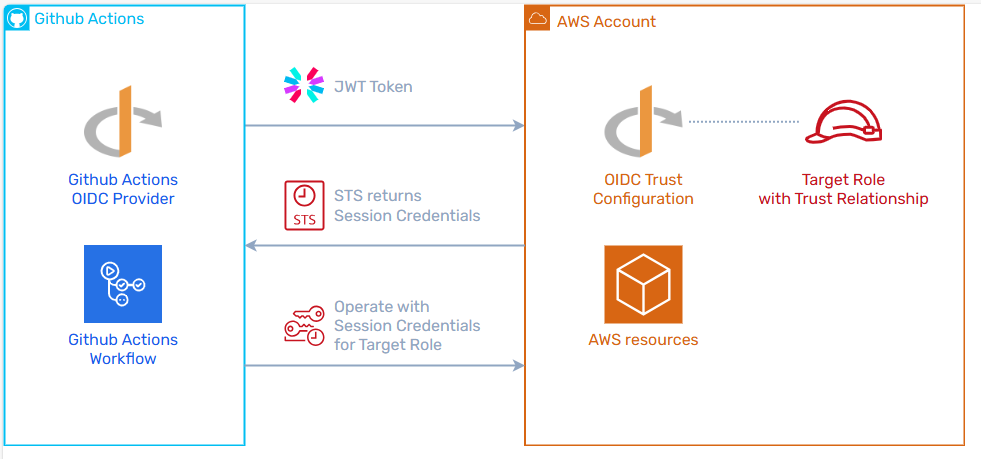 Github Actions
AWS Account
JWT Token
Github Actions
OIDC Provider
OIDC Trust
Configuration
Target Role
with Trust Relationship
STS
STS returns
Session Credentials
Github Actions
Workflow
Operate with
Session Credentials
for Target Role
AWS resources